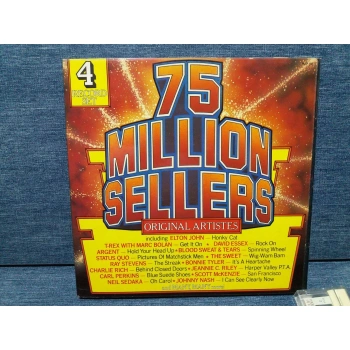 4
RECORD
SET
75
MILLION
SELLERS
ORIGINAL ARTISTES
including ELTON JOHN — Honky Cat
T-REX WITH MARC BOLAN — Get It On • DAVID ESSEX — Rock On
ARGENT — Hold Your Head Up • BLOOD SWEAT & TEARS — Spinning Wheel
STATUS QUO — Pictures Of Matchstick Men • THE SWEET — Wig-Wam Bam
RAY STEVENS — The Streak • BONNIE TYLER — It's A Heartache
CHARLIE RICH — Behind Closed Doors • JEANNIE C. RILEY — Harper Valley P.T.A.
CARL PERKINS — Blue Suede Shoes • SCOTT McKENZIE — San Francisco
NEIL SEDAKA — Oh Carol • JOHNNY NASH — I Can See Clearly Now